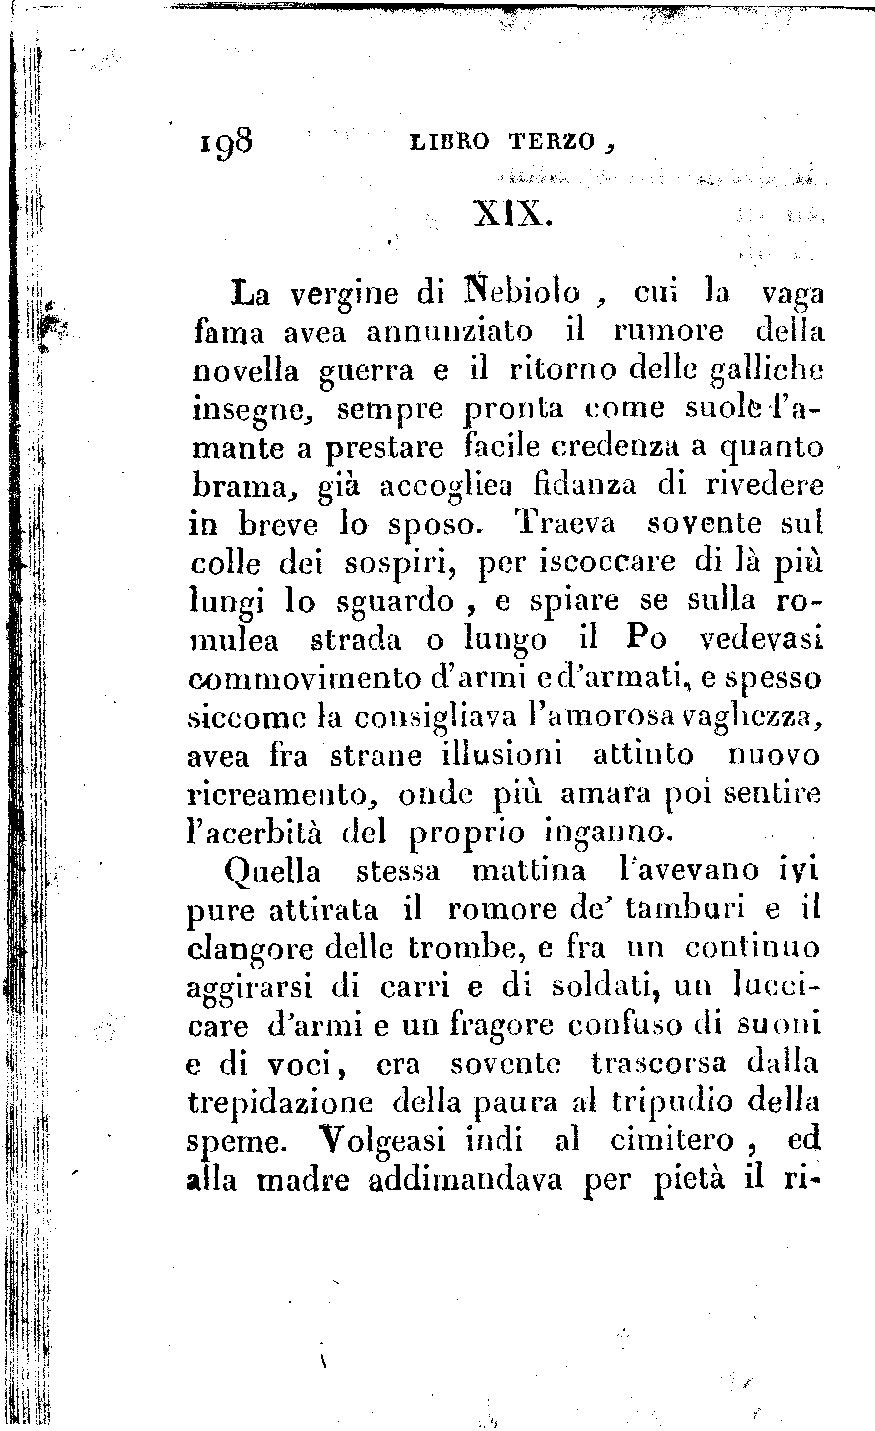 198 LIBRO TERZO,
XIX.
La vergine di Nebiolo, cui la vaga
fama avea annunziato il rumore della
novella guerra e il ritorno delle galliche
insegne, sempre pronta come suole l'a-
mante a prestare facile credenza a quanto
brama, già accogliea fidanza di rivedere
in breve lo sposo. Traeva sovente sul
colle dei sospiri, per iscoccare di là più
lungi lo sguardo, e spiare se sulla ro-
mulea strada o lungo il Po vedevasi
commovimento d'armi e d'armati, e spesso
siccome la consigliava l'amorosa vaghezza,
avea fra strane illusioni attinto nuovo
ricreamento, onde più amara poi sentire
l'acerbità del proprio inganno.
Quella stessa mattina l'avevano ivi
pure attirata il romore de' tamburi e il
clangore delle trombe, e fra un continuo
aggirarsi di carri e di soldati, un lucci-
care d'armi e un fragore confuso di suoni
e di voci, era sovente trascorsa dalla
trepidazione della paura al tripudio della
speme. Volgeasi indi al cimitero, ed
alla madre addimandava per pietà il ri-